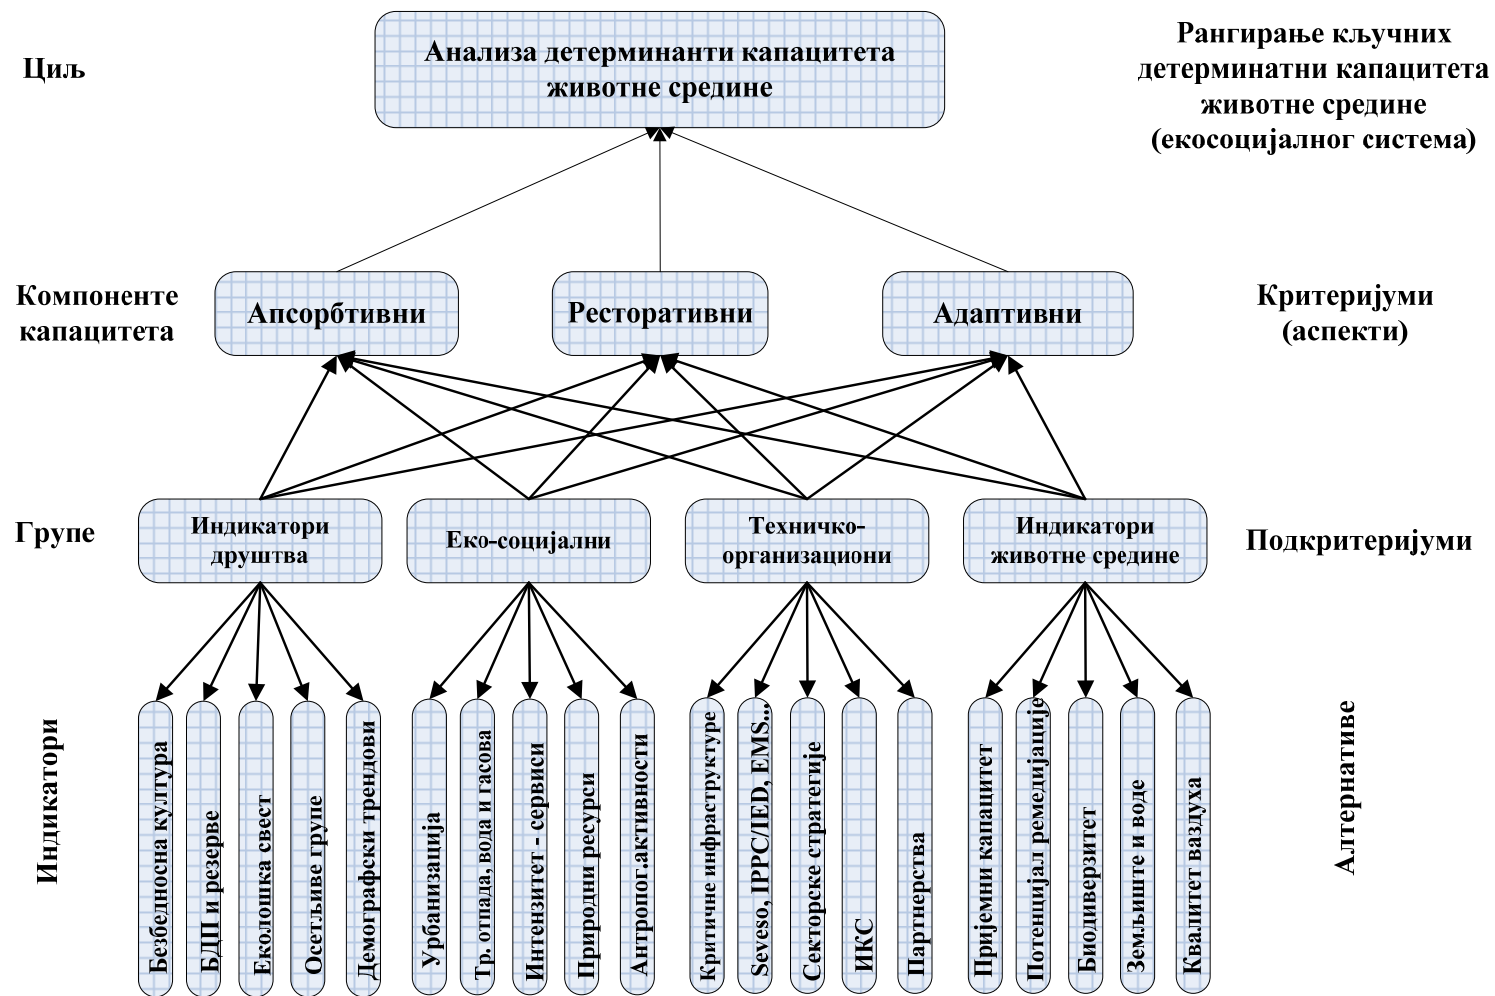 Циљ
Анализа детерминанти капацитета
животне средине
Рангирање кључних
детерминатни капацитета
животне средине
(екосоцијалног система)
Компоненте
капацитета
Апсорбтивни
Ресторативни
Адаптивни
Критеријуми
(аспекти)
Групе
Индикатори
друштва
Еко-социјални
Техничко-
организациони
Индикатори
животне средине
Подкритеријуми
Индикатори
Безбедносна култура
БДП и резерве
Еколошка свест
Осетљиве групе
Демографски трендови
Урбанизација
Тр. отпада, вода и гасова
Интензитет - сервиси
Природни ресурси
Антропог.активности
Критичне инфраструктуре
Seveso, IPPC/IED, EMS...
Секторске стратегије
ИКС
Партнерства
Пријемни капацитет
Потенцијал ремедијације
Биодиверзитет
Земљиште и воде
Квалитет ваздуха
Алтернативе